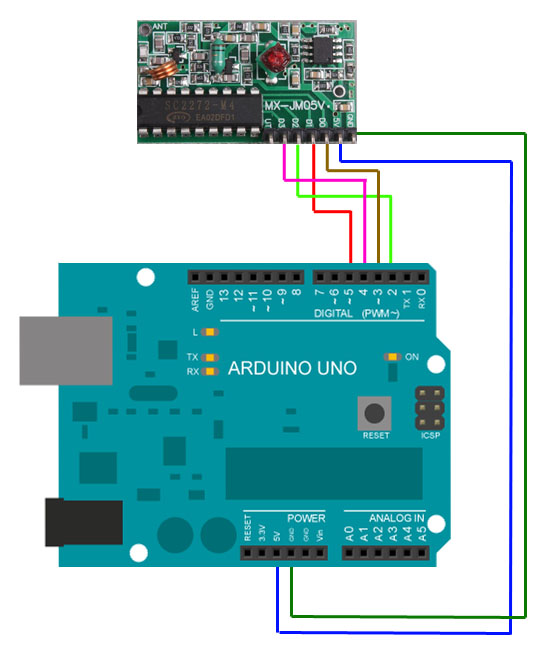 ANT
SC2272-M4
EA02DFD1
MX-JM05V
VT D3 D2 D1 D0 +5V GND
AREF GND 13 12 ~11 ~10 ~9 8 7 ~6 ~5 4 ~3 2 TX 1 RX 0
DIGITAL (PWM~)
L
TX
RX
ARDUINO UNO
ON
RESET
ICSP
POWER
ANALOG IN
RESET 3.3V 5V GND GND Vin A0 A1 A2 A3 A4 A5